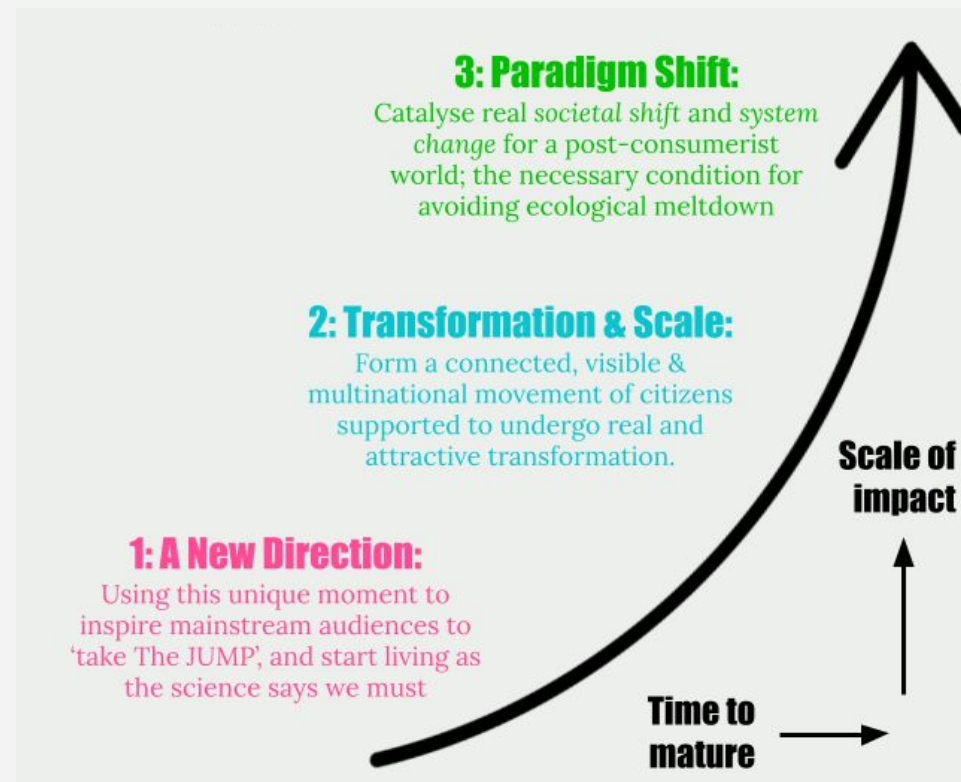 3: Paradigm Shift:
Catalyse real societal shift and system
change for a post-consumerist
world; the necessary condition for
avoiding ecological meltdown
2: Transformation & Scale:
Form a connected, visible &
multinational movement of citizens
supported to undergo real and
attractive transformation.
Scale of
impact
1: A New Direction:
Using this unique moment to
inspire mainstream audiences to
‘take The JUMP’, and start living as
the science says we must
Time to
mature